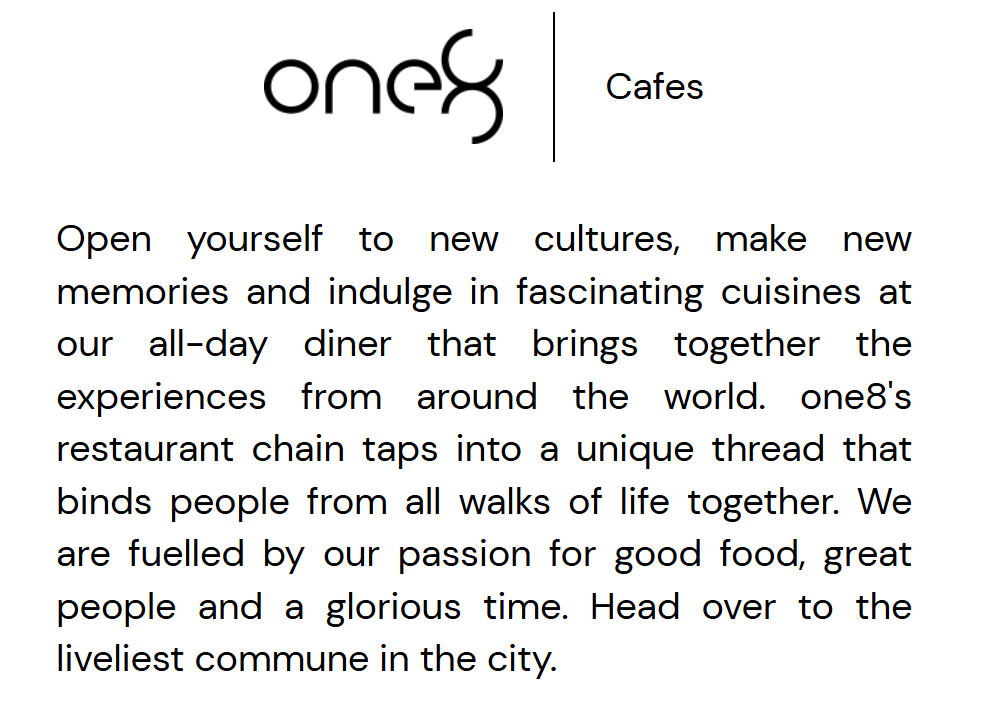 one8
Cafes
Open yourself to new cultures, make new
memories and indulge in fascinating cuisines at
our all-day diner that brings together the
experiences from around the world. one8's
restaurant chain taps into a unique thread that
binds people from all walks of life together. We
are fuelled by our passion for good food, great
people and a glorious time. Head over to the
liveliest commune in the city.